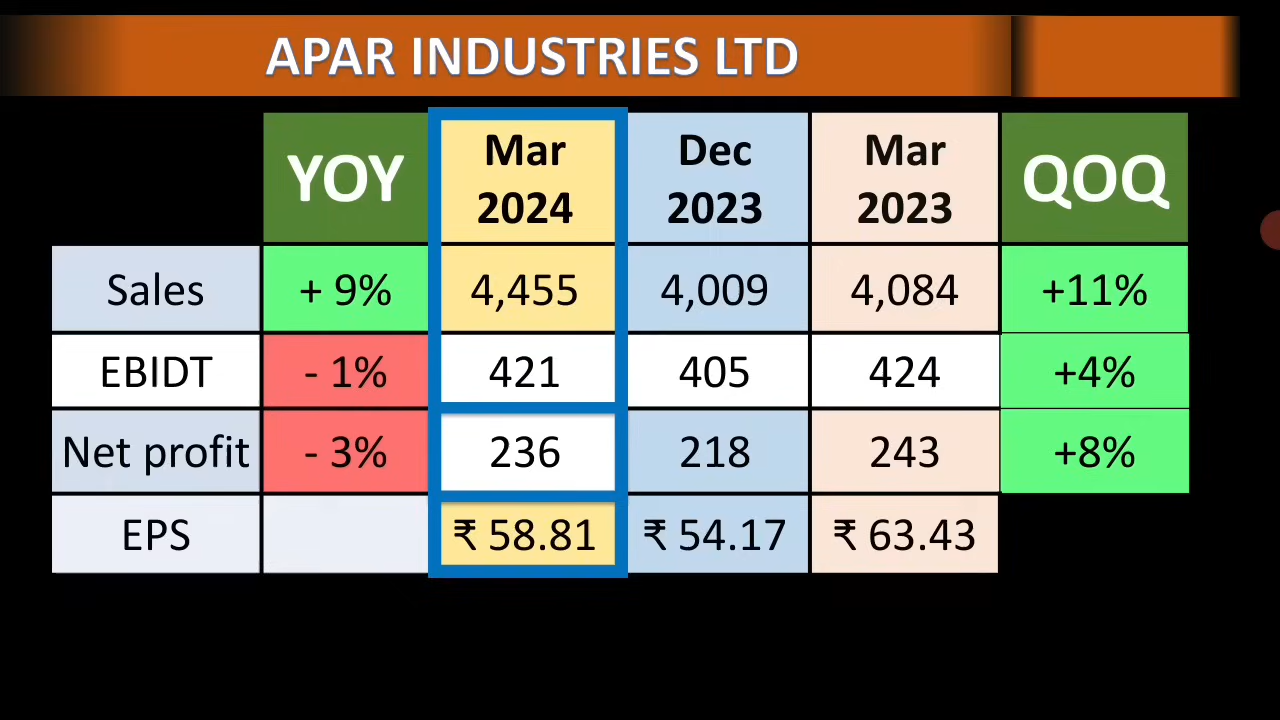 APAR INDUSTRIES LTD
YOY Mar 2024 Dec 2023 Mar 2023 QOQ
Sales + 9% 4,455 4,009 4,084 +11%
EBIDT - 1% 421 405 424 +4%
Net profit - 3% 236 218 243 +8%
EPS ₹ 58.81 ₹ 54.17 ₹ 63.43